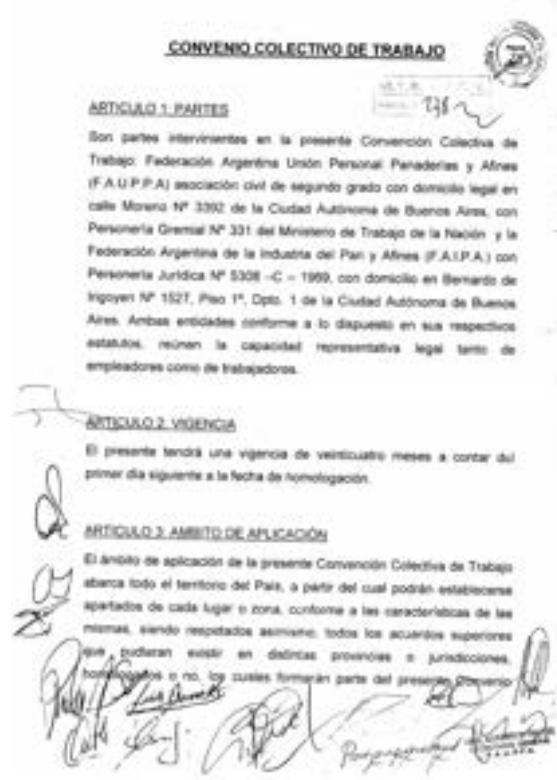 CONVENIO COLECTIVO DE TRABAJO
238
ARTICULO 1: PARTES
Son partes intervinientes en la presente Convención Colectiva de
Trabajo: Federación Argentina Unión Personal Panaderías y Afines
(F.A.U.P.P.A) asociación civil de segundo grado con domicilio legal en
calle Moreno Nº 3392 de la Ciudad Autónoma de Buenos Aires, con
Personería Gremial Nº 331 del Ministerio de Trabajo de la Nación y la
Federación Argentina de la Industria del Pan y Afines (F.A.I.P.A.) con
Personería Jurídica Nº 5308 –C – 1969, con domicilio en Bernardo de
Irigoyen Nº 1527, Piso 1º, Dpto. 1 de la Ciudad Autónoma de Buenos
Aires. Ambas entidades conforme a lo dispuesto en sus respectivos
estatutos, reúnen la capacidad representativa legal tanto de
empleadores como de trabajadores.
ARTICULO 2: VIGENCIA
El presente tendrá una vigencia de veinticuatro meses a contar del
primer día siguiente a la fecha de homologación.
ARTICULO 3: AMBITO DE APLICACIÓN
El ámbito de aplicación de la presente Convención Colectiva de Trabajo
abarca todo el territorio del País, a partir del cual podrán establecerse
apartados de cada lugar o zona, conforme a las características de las
mismas, siendo respetados asimismo, todos los acuerdos superiores
que pudieran existir en distintas provincias o jurisdicciones,
homologados o no, los cuales formarán parte del presente Convenio